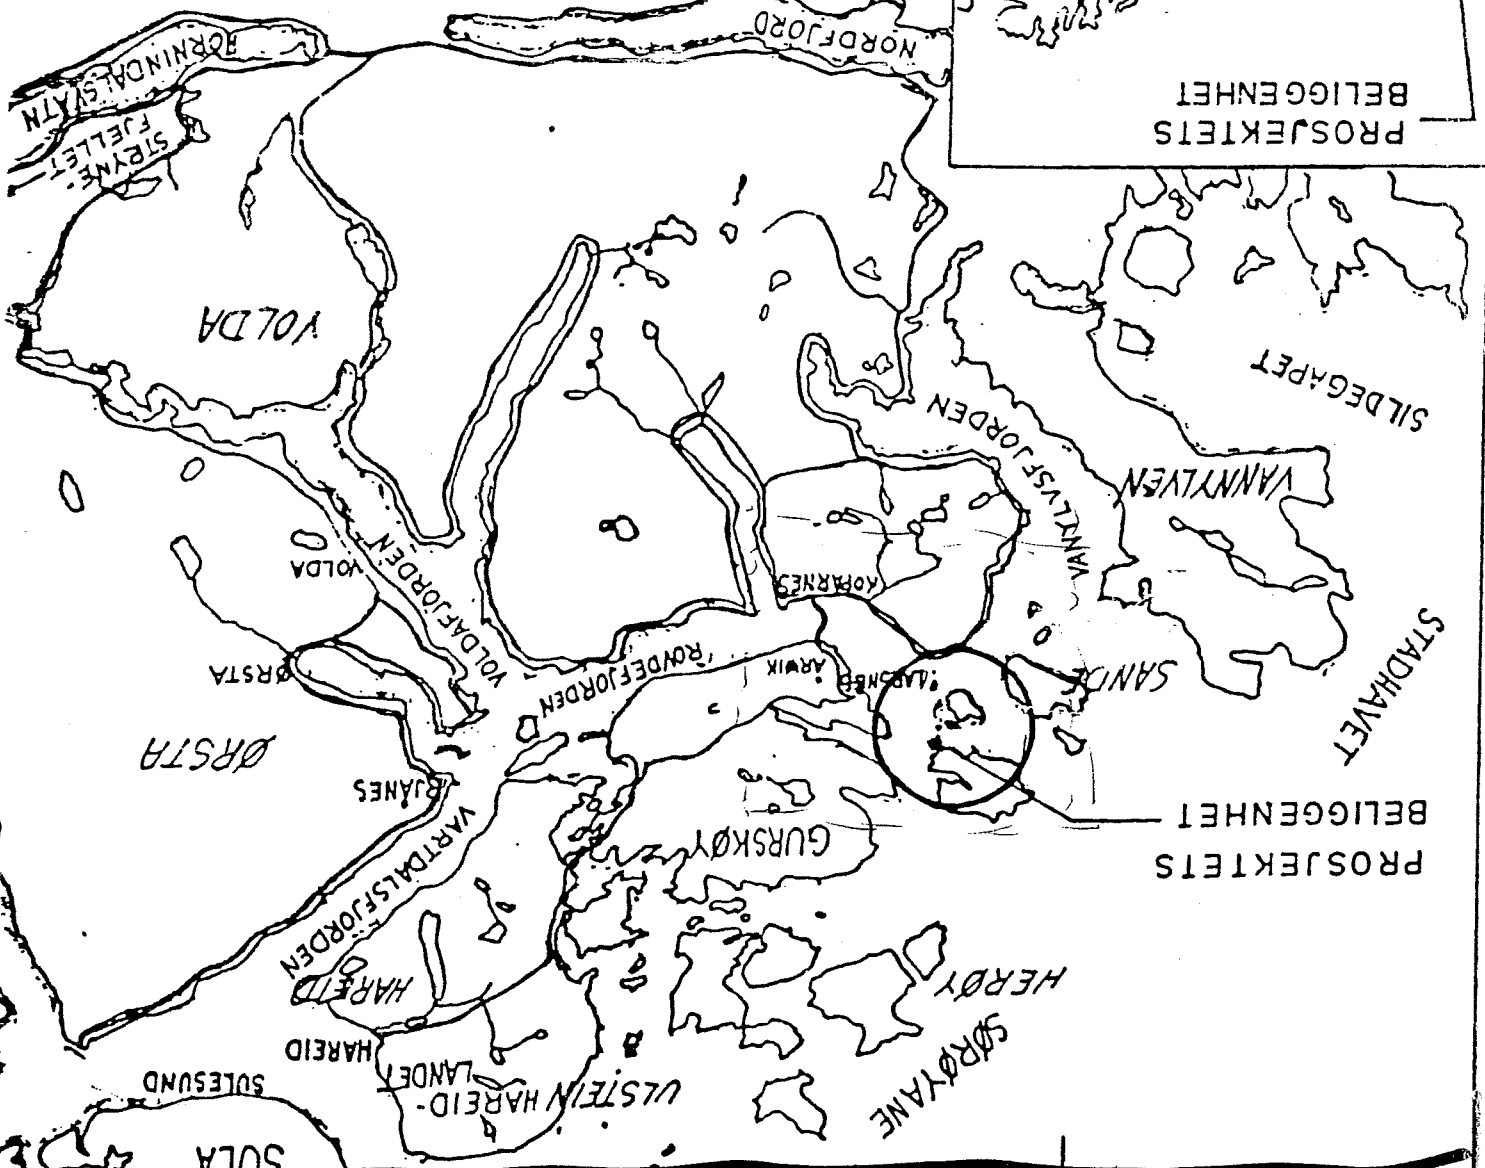 SULA
SULESUND
SØRØYANE
ULSTEIN
HAREID-
LANDET
HAREID
HERØY
HAREID
VARTDALSFJORDEN
PROSJEKTETS
BELIGGENHET
GURSKØY
BJÅNES
ØRSTA
STADHAVET
SANDE
LARSNES
ARVIK
RØVDEFJORDEN
VOLDAFJORDEN
ØRSTA
KOPARNES
VOLDA
VANNYLVEN
VANNYLVSFJORDEN
SILDEGAPET
VOLDA
STRYNE-
FJELLET
PROSJEKTETS
BELIGGENHET
HORNINDALSVATN
NORDFJORD